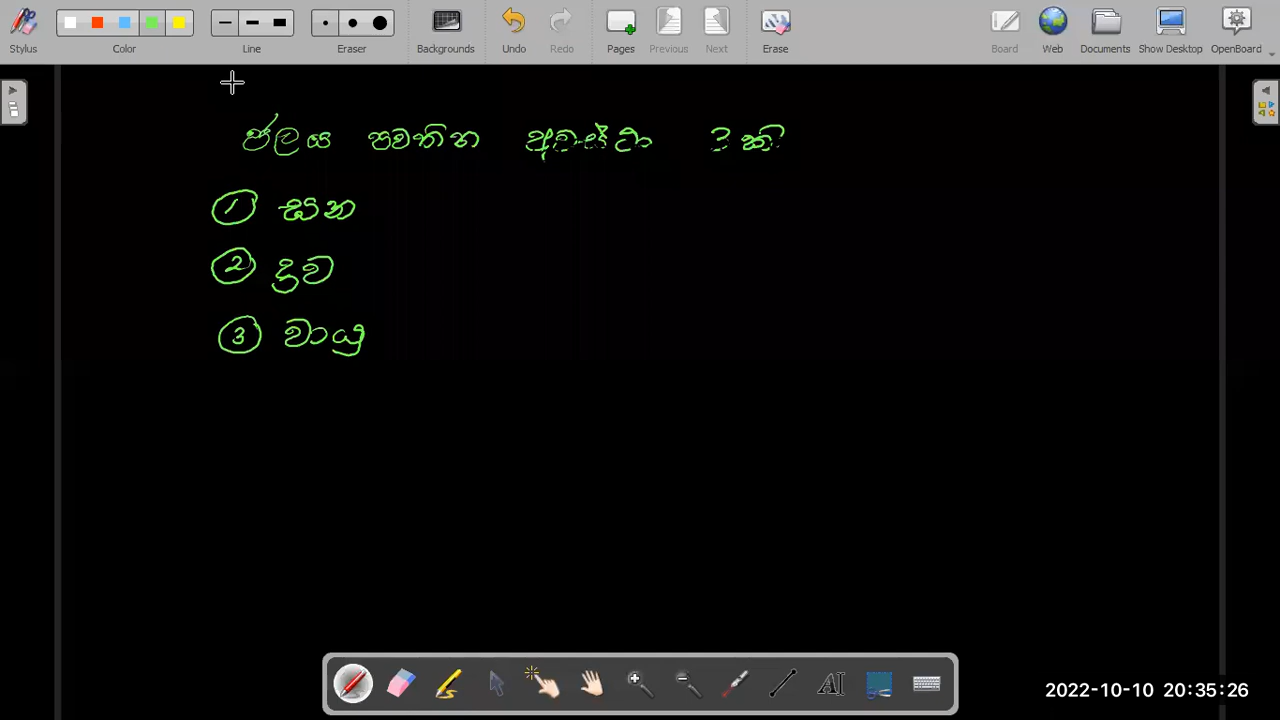 Stylus Color Line Eraser Backgrounds Undo Redo Pages Previous Next Erase Board Web Documents Show Desktop OpenBoard
ජලය පවතින අවස්ථා 3කි
1 ඝන
2 ද්‍රව
3 වායු
2022-10-10 20:35:26